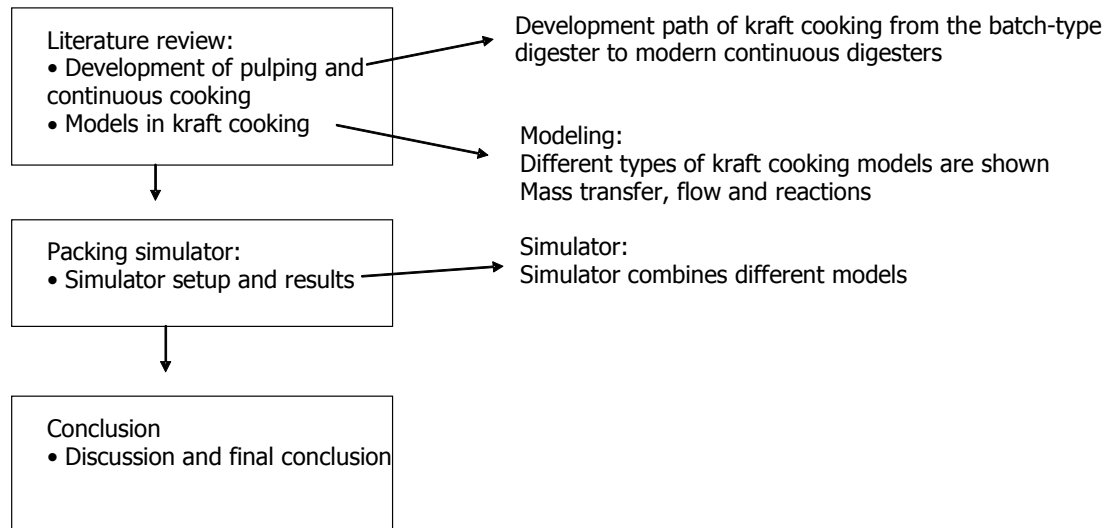 Literature review:
• Development of pulping and
continuous cooking
• Models in kraft cooking
Development path of kraft cooking from the batch-type
digester to modern continuous digesters
Modeling:
Different types of kraft cooking models are shown
Mass transfer, flow and reactions
Packing simulator:
• Simulator setup and results
Simulator:
Simulator combines different models
Conclusion
• Discussion and final conclusion